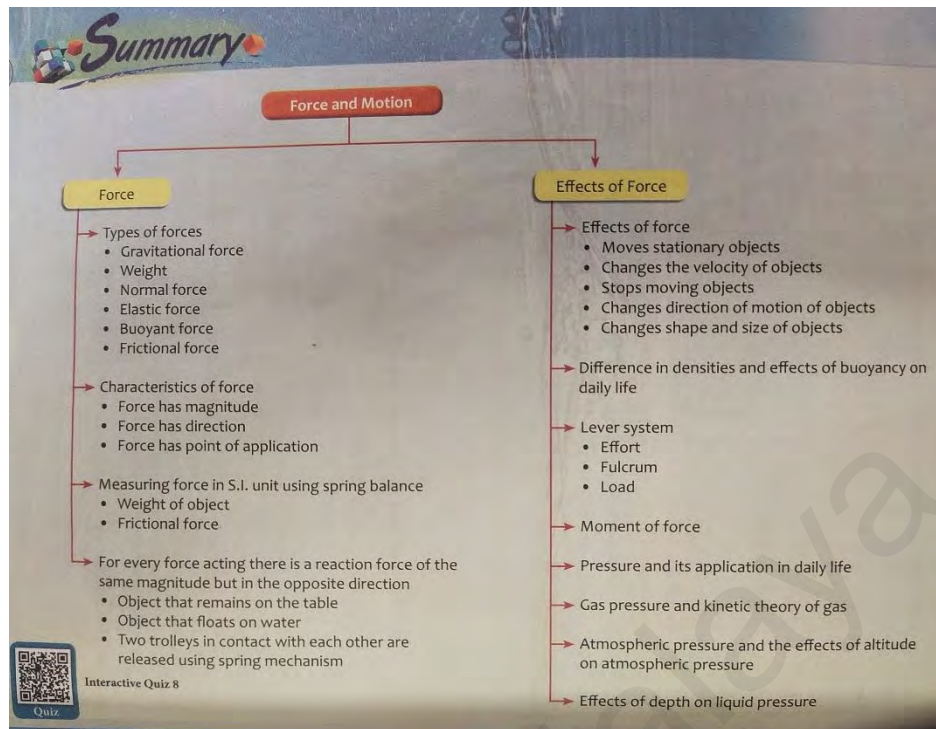 Summary
Force and Motion
Force
Types of forces
• Gravitational force
• Weight
• Normal force
• Elastic force
• Buoyant force
• Frictional force
Characteristics of force
• Force has magnitude
• Force has direction
• Force has point of application
Measuring force in S.I. unit using spring balance
• Weight of object
• Frictional force
For every force acting there is a reaction force of the
same magnitude but in the opposite direction
• Object that remains on the table
• Object that floats on water
• Two trolleys in contact with each other are
released using spring mechanism
Interactive Quiz 8
Quiz
Effects of Force
Effects of force
• Moves stationary objects
• Changes the velocity of objects
• Stops moving objects
• Changes direction of motion of objects
• Changes shape and size of objects
Difference in densities and effects of buoyancy on
daily life
Lever system
• Effort
• Fulcrum
• Load
Moment of force
Pressure and its application in daily life
Gas pressure and kinetic theory of gas
Atmospheric pressure and the effects of altitude
on atmospheric pressure
Effects of depth on liquid pressure